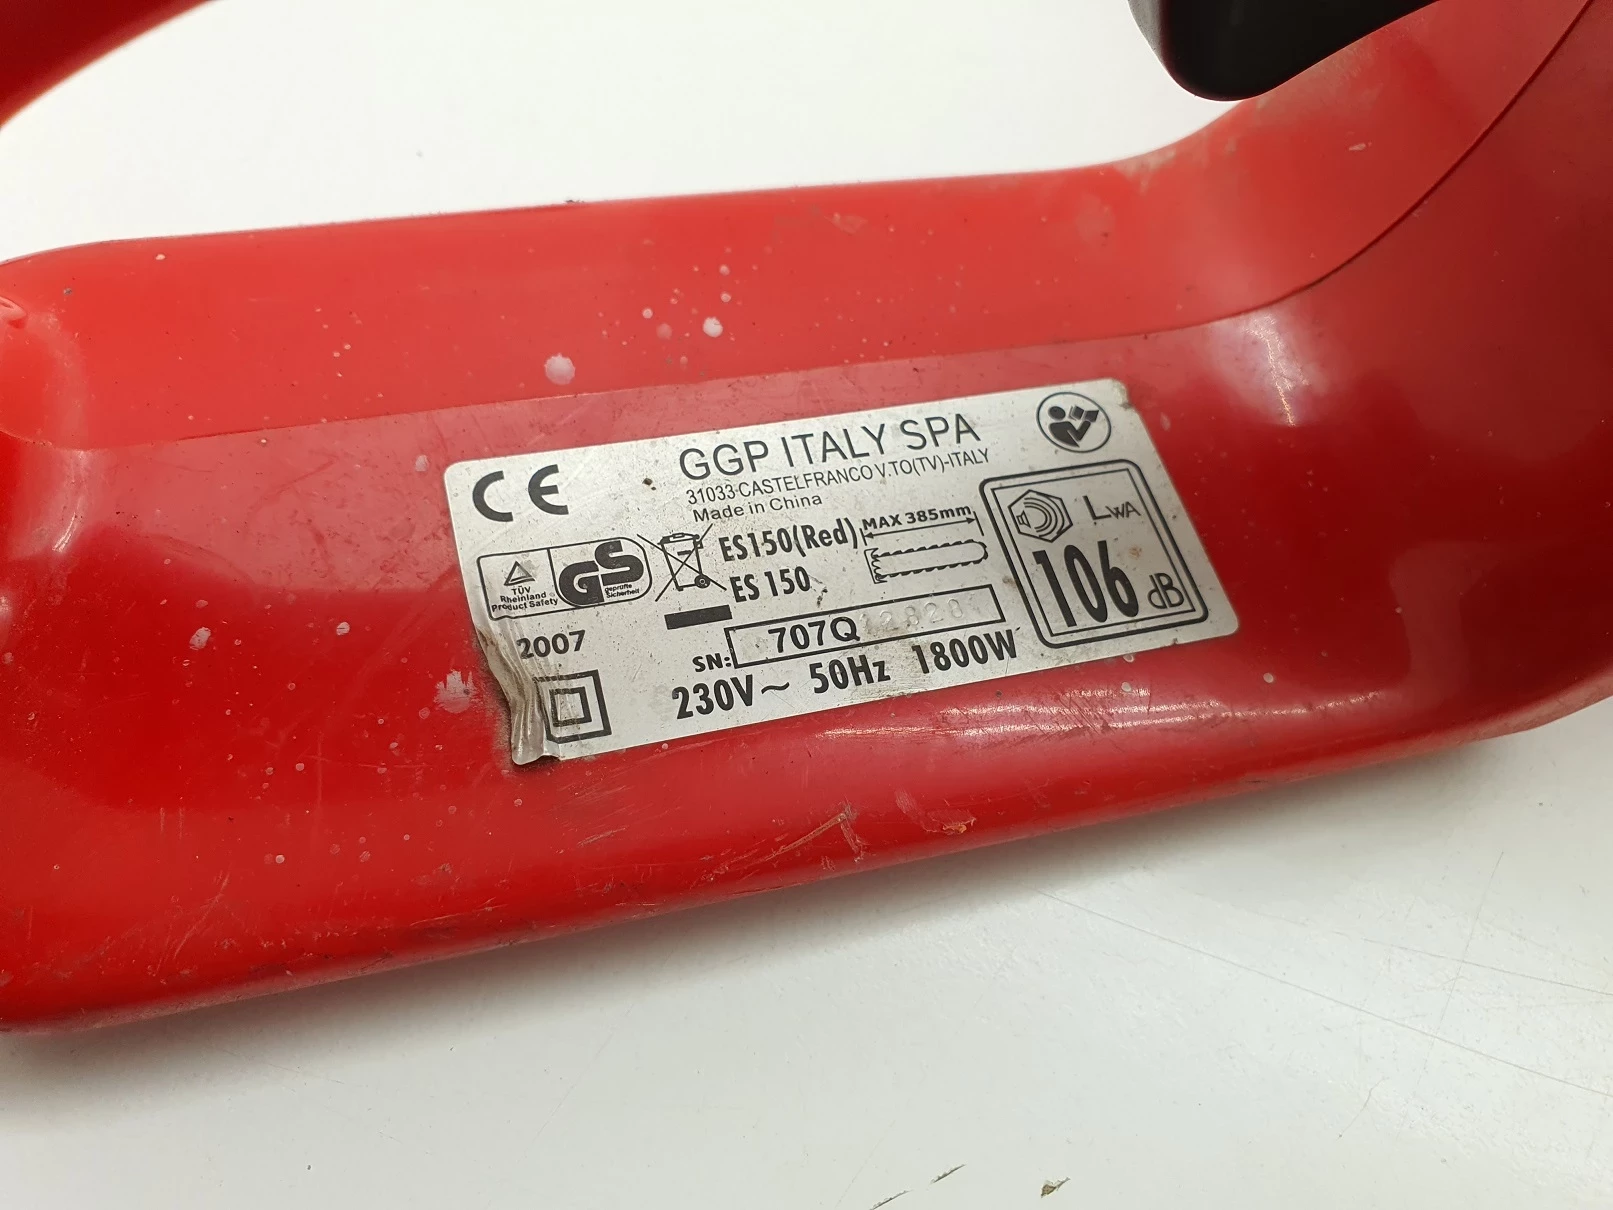 CE
GGP ITALY SPA
31033-CASTELFRANCO V.TO(TV)-ITALY
Made in China
ES150(Red)
MAX 385mm
ES 150
TÜV
Rheinland
Product Safety
GS
geprüfte
Sicherheit
LWA
106
dB
2007
SN: 707Q
230V~ 50Hz 1800W